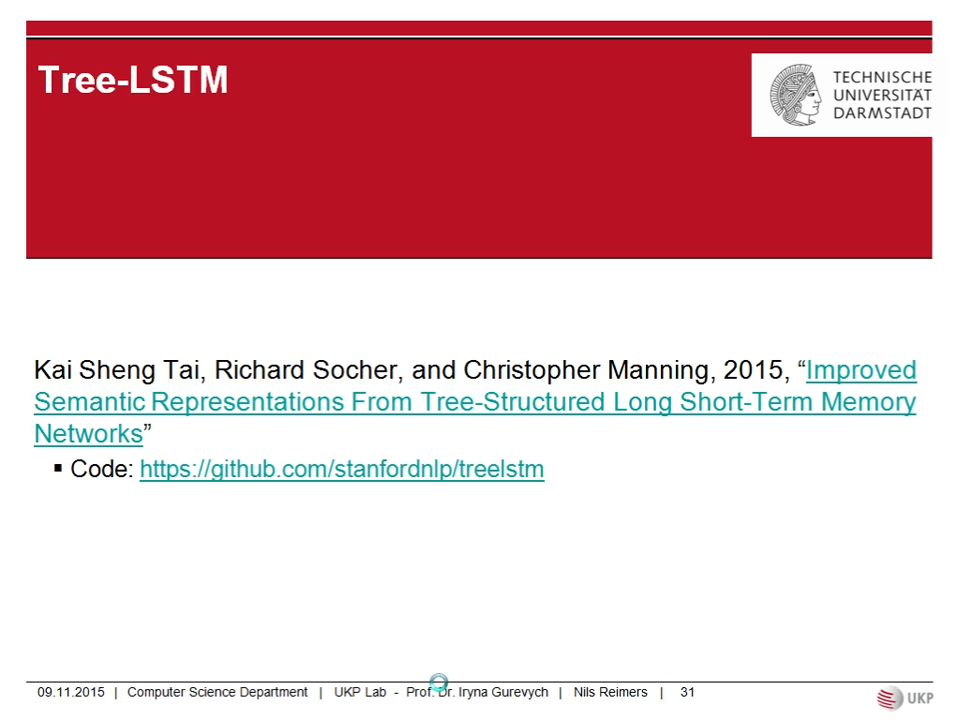 Tree-LSTM
TECHNISCHE
UNIVERSITÄT
DARMSTADT
Kai Sheng Tai, Richard Socher, and Christopher Manning, 2015, “Improved
Semantic Representations From Tree-Structured Long Short-Term Memory
Networks”
▪ Code: https://github.com/stanfordnlp/treelstm
09.11.2015 | Computer Science Department | UKP Lab - Prof. Dr. Iryna Gurevych | Nils Reimers | 31
UKP